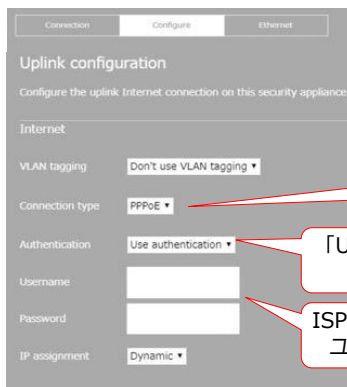 Connection Configure Ethernet
Uplink configuration
Configure the uplink Internet connection on this security appliance
Internet
VLAN tagging Don't use VLAN tagging
Connection type PPPoE
Authentication Use authentication
「U
Username
Password
ISP
ユ
IP assignment Dynamic